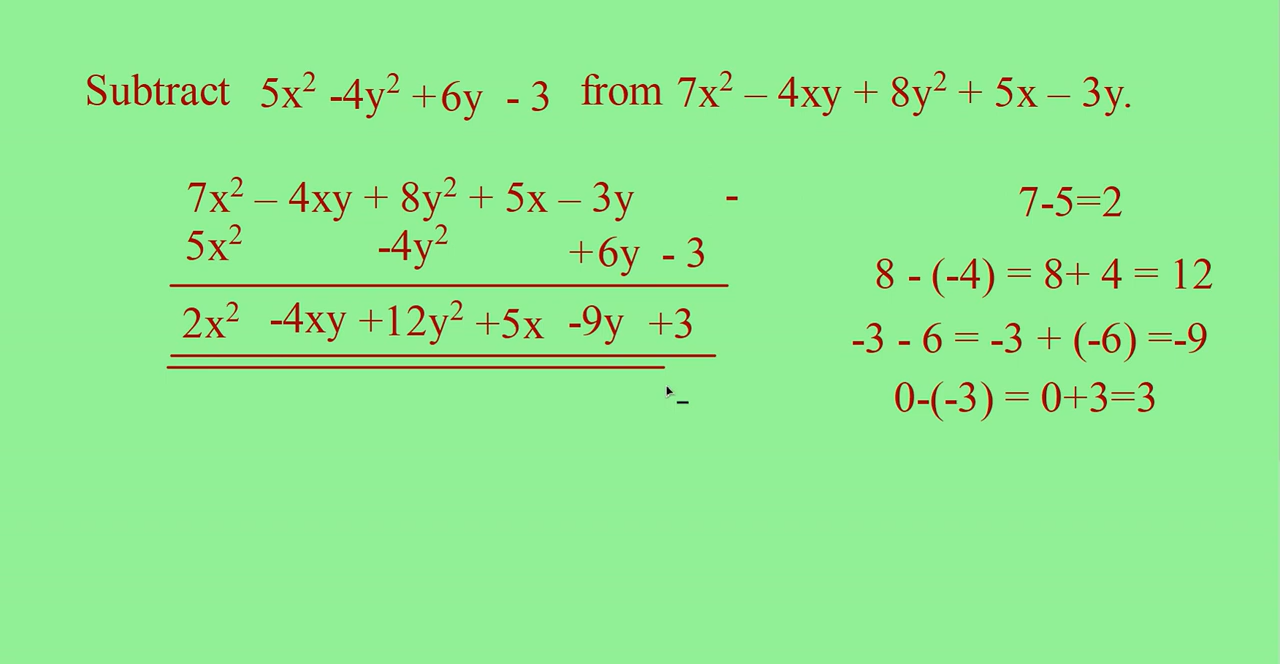 Subtract 5x² -4y² +6y - 3 from 7x² – 4xy + 8y² + 5x – 3y.
7x² – 4xy + 8y² + 5x – 3y -
5x² -4y² +6y - 3
2x² -4xy +12y² +5x -9y +3
7-5=2
8 - (-4) = 8+ 4 = 12
-3 - 6 = -3 + (-6) =-9
0-(-3) = 0+3=3